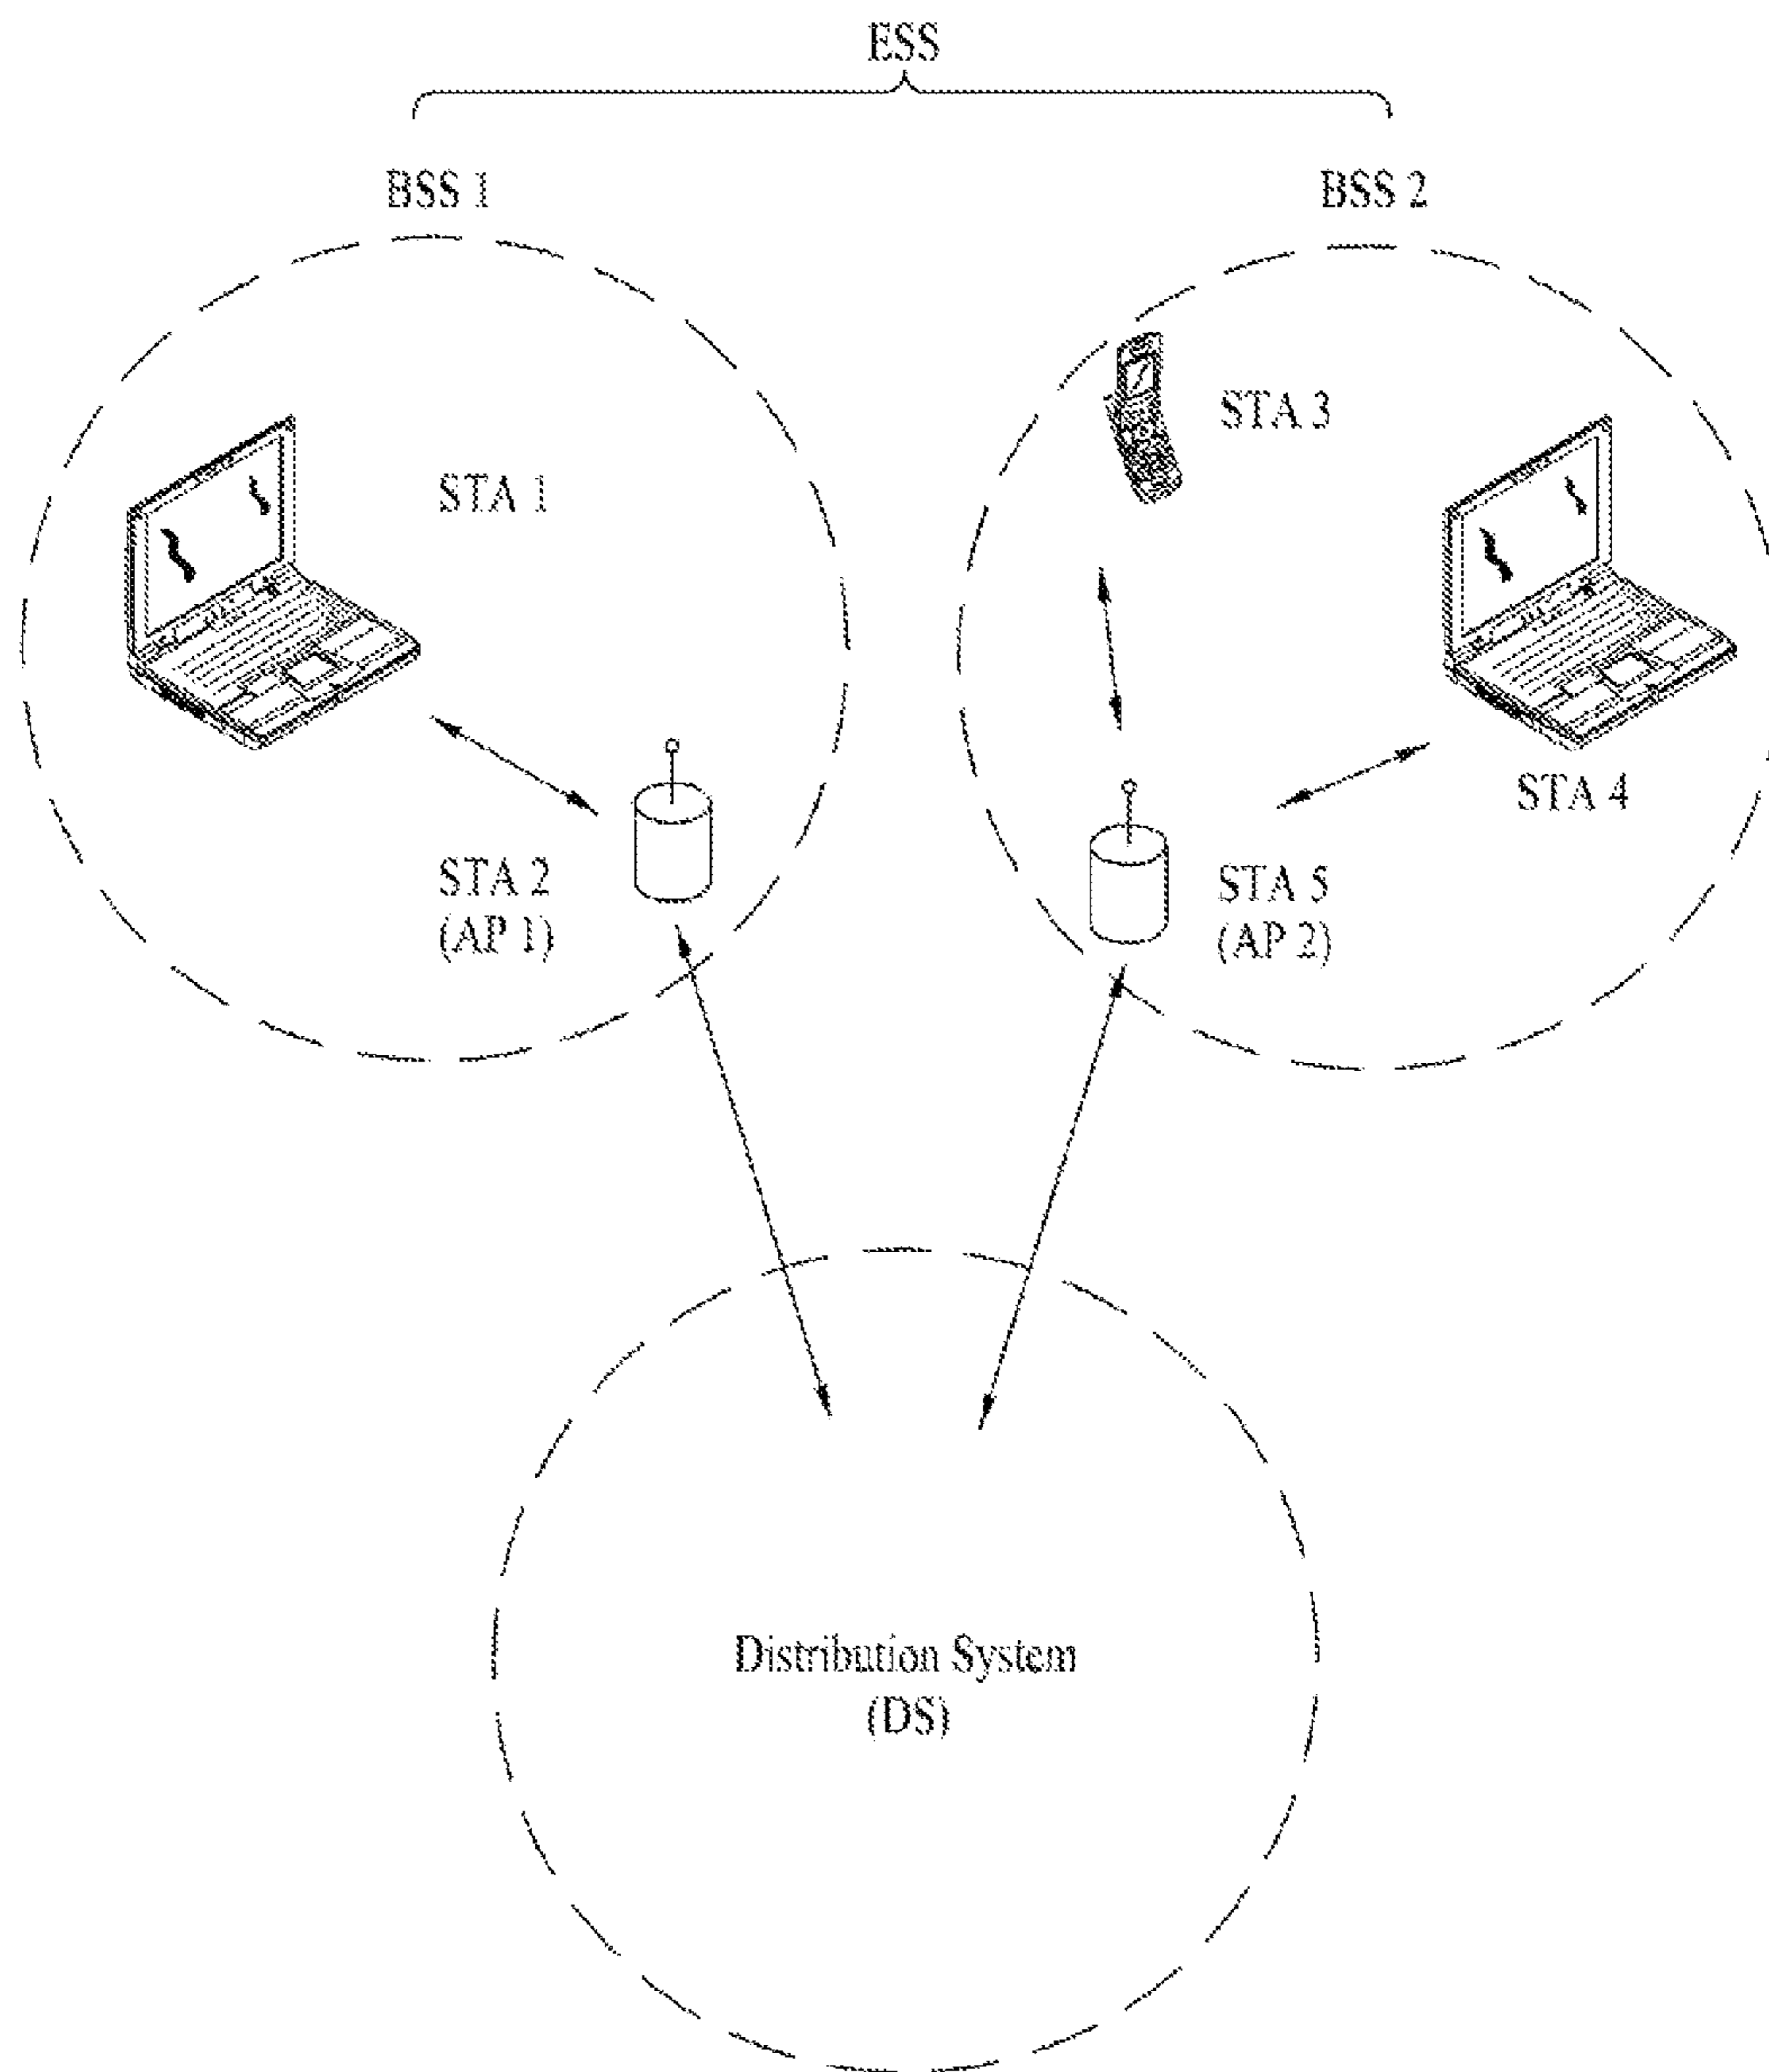 ESS
BSS 1
BSS 2
STA 1
STA 3
STA 4
STA 2
(AP 1)
STA 5
(AP 2)
Distribution System
(DS)